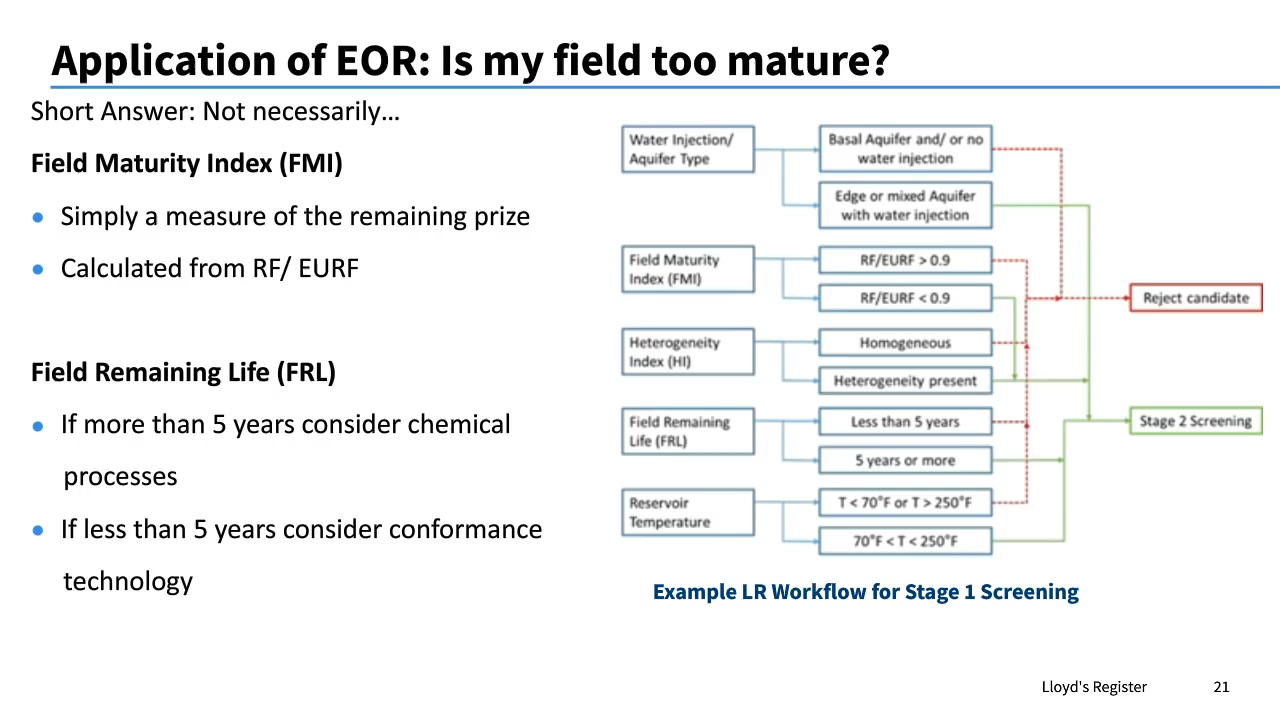 Application of EOR: Is my field too mature?
Short Answer: Not necessarily…
Field Maturity Index (FMI)
● Simply a measure of the remaining prize
● Calculated from RF/ EURF
Field Remaining Life (FRL)
● If more than 5 years consider chemical
processes
● If less than 5 years consider conformance
technology
Water Injection/
Aquifer Type
Basal Aquifer and/ or no
water injection
Edge or mixed Aquifer
with water injection
Field Maturity
Index (FMI)
RF/EURF > 0.9
RF/EURF < 0.9
Heterogeneity
Index (HI)
Homogeneous
Heterogeneity present
Field Remaining
Life (FRL)
Less than 5 years
5 years or more
Reservoir
Temperature
T < 70°F or T > 250°F
70°F < T < 250°F
Reject candidate
Stage 2 Screening
Example LR Workflow for Stage 1 Screening
Lloyd's Register
21